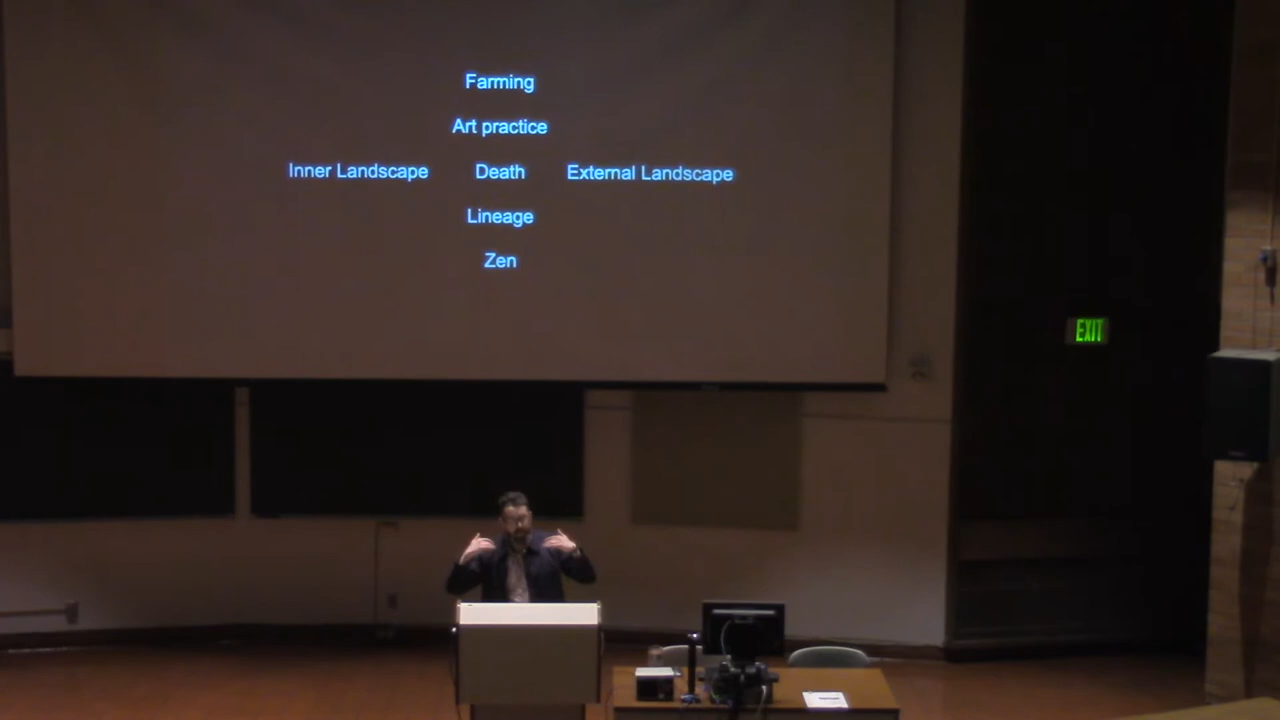 Farming
Art practice
Inner Landscape Death External Landscape
Lineage
Zen
EXIT